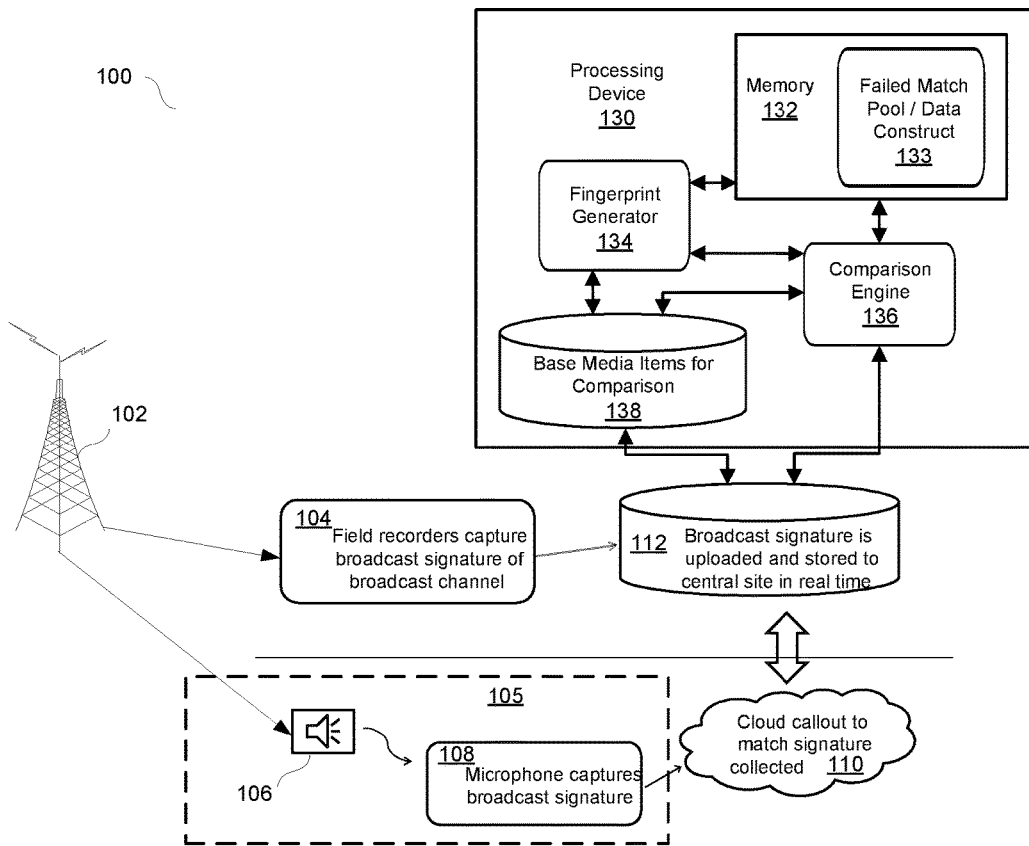 100
Processing
Device
130
Memory
132
Failed Match
Pool / Data
Construct
133
Fingerprint
Generator
134
Comparison
Engine
136
Base Media Items for
Comparison
138
102
104
Field recorders capture
broadcast signature of
broadcast channel
112
Broadcast signature is
uploaded and stored to
central site in real time
105
106
108
Microphone captures
broadcast signature
Cloud callout to
match signature
collected 110